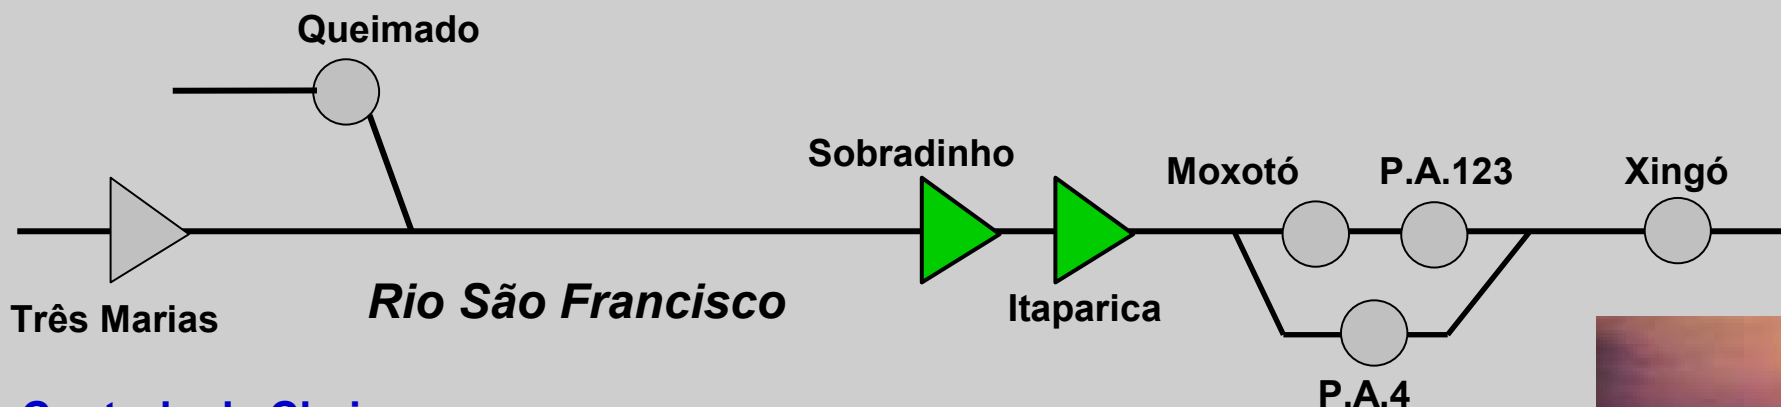 Queimado
Sobradinho
Moxotó
P.A.123
Xingó
Três Marias
Rio São Francisco
Itaparica
P.A.4